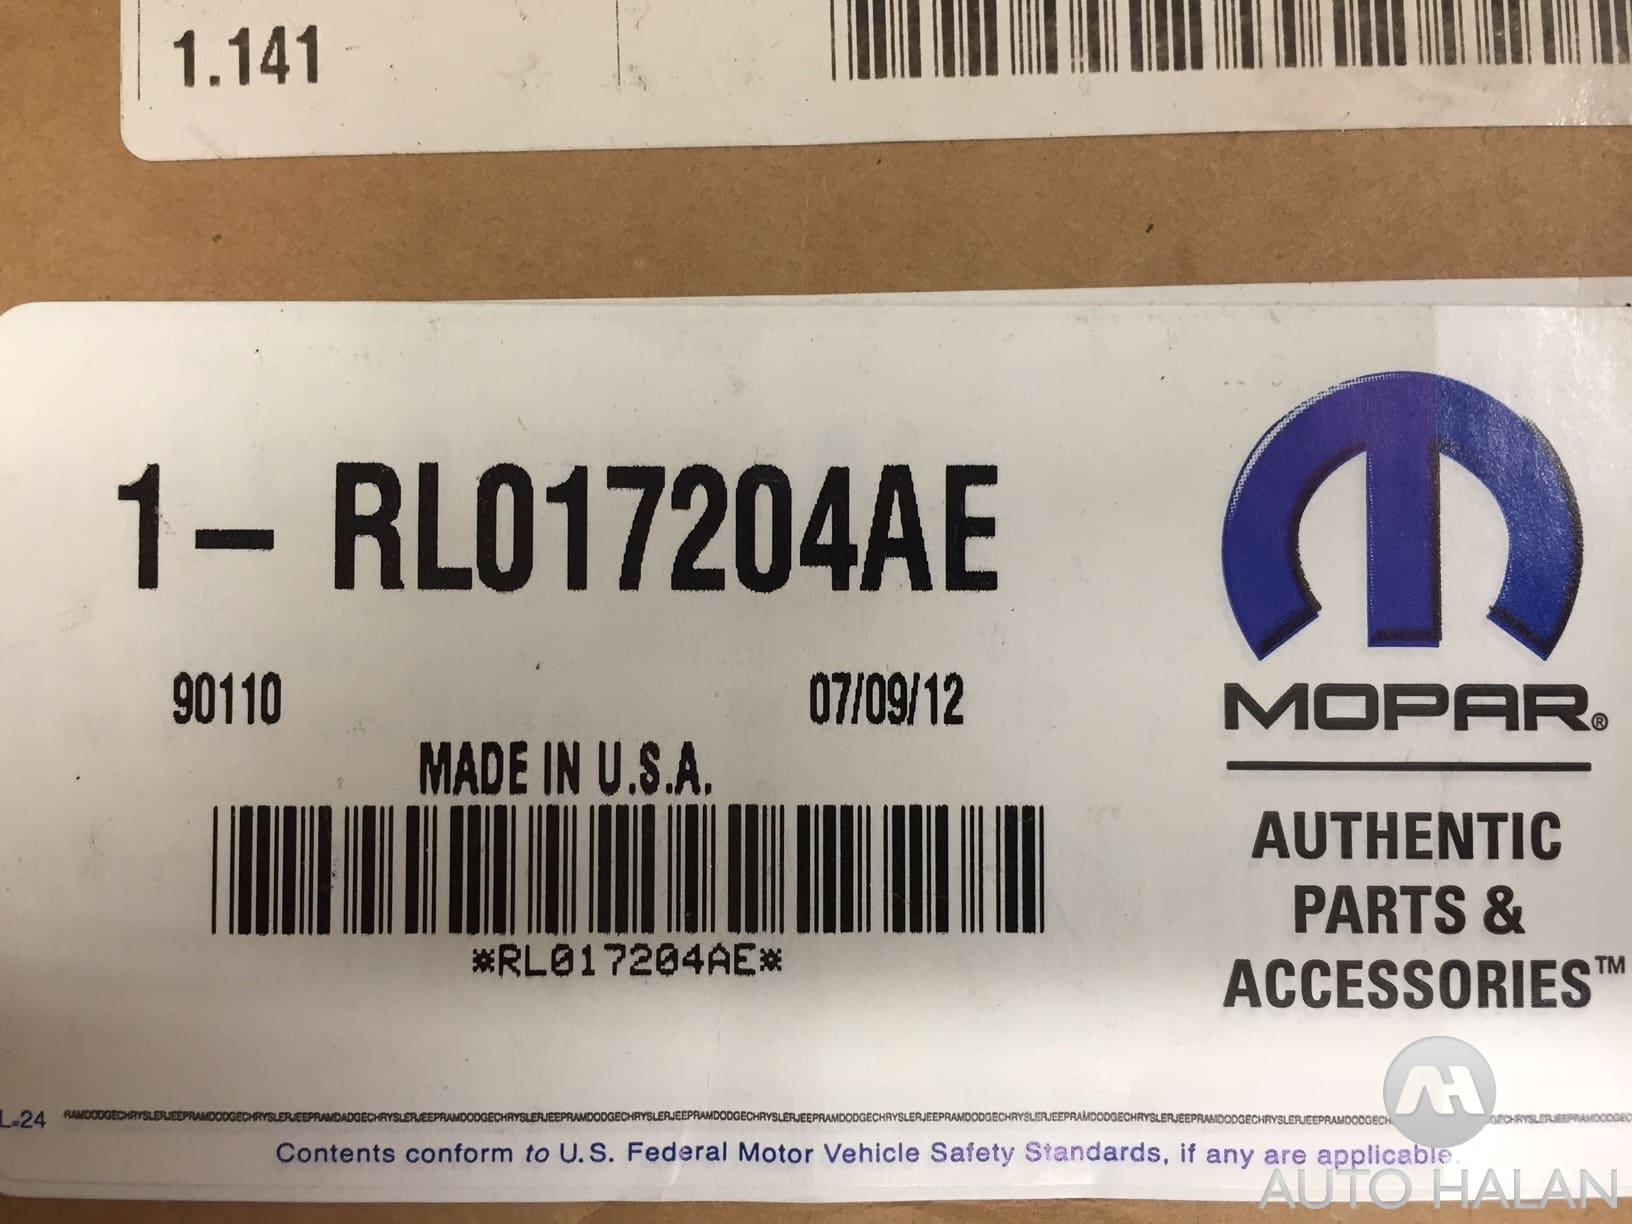 1.141
1- RL017204AE
90110
07/09/12
MADE IN U.S.A.
*RL017204AE*
MOPAR®
AUTHENTIC
PARTS &
ACCESSORIES™
L-24
Contents conform to U.S. Federal Motor Vehicle Safety Standards, if any are applicable.
AH
AUTO HALAN